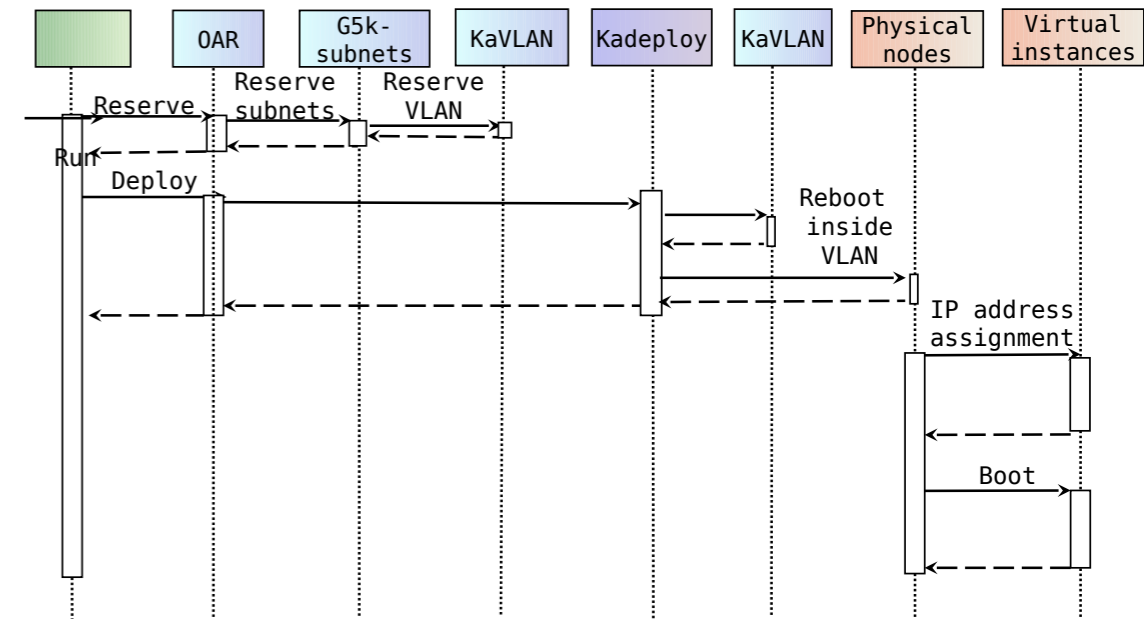 OAR
G5k-
subnets
KaVLAN
Kadeploy
KaVLAN
Physical
nodes
Virtual
instances
Reserve
Reserve
subnets
Reserve
VLAN
Run
Deploy
Reboot
inside
VLAN
IP address
assignment
Boot